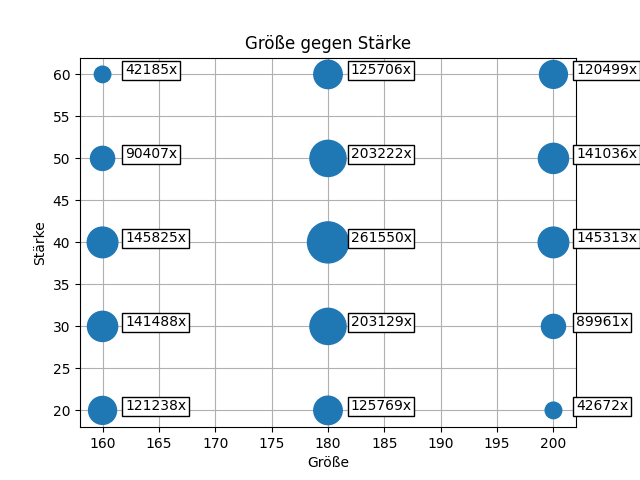 Größe gegen Stärke
60
55
50
45
40
35
30
25
20
Stärke
42185x
125706x
120499x
90407x
203222x
141036x
145825x
261550x
145313x
141488x
203129x
89961x
121238x
125769x
42672x
160
165
170
175
180
185
190
195
200
Größe